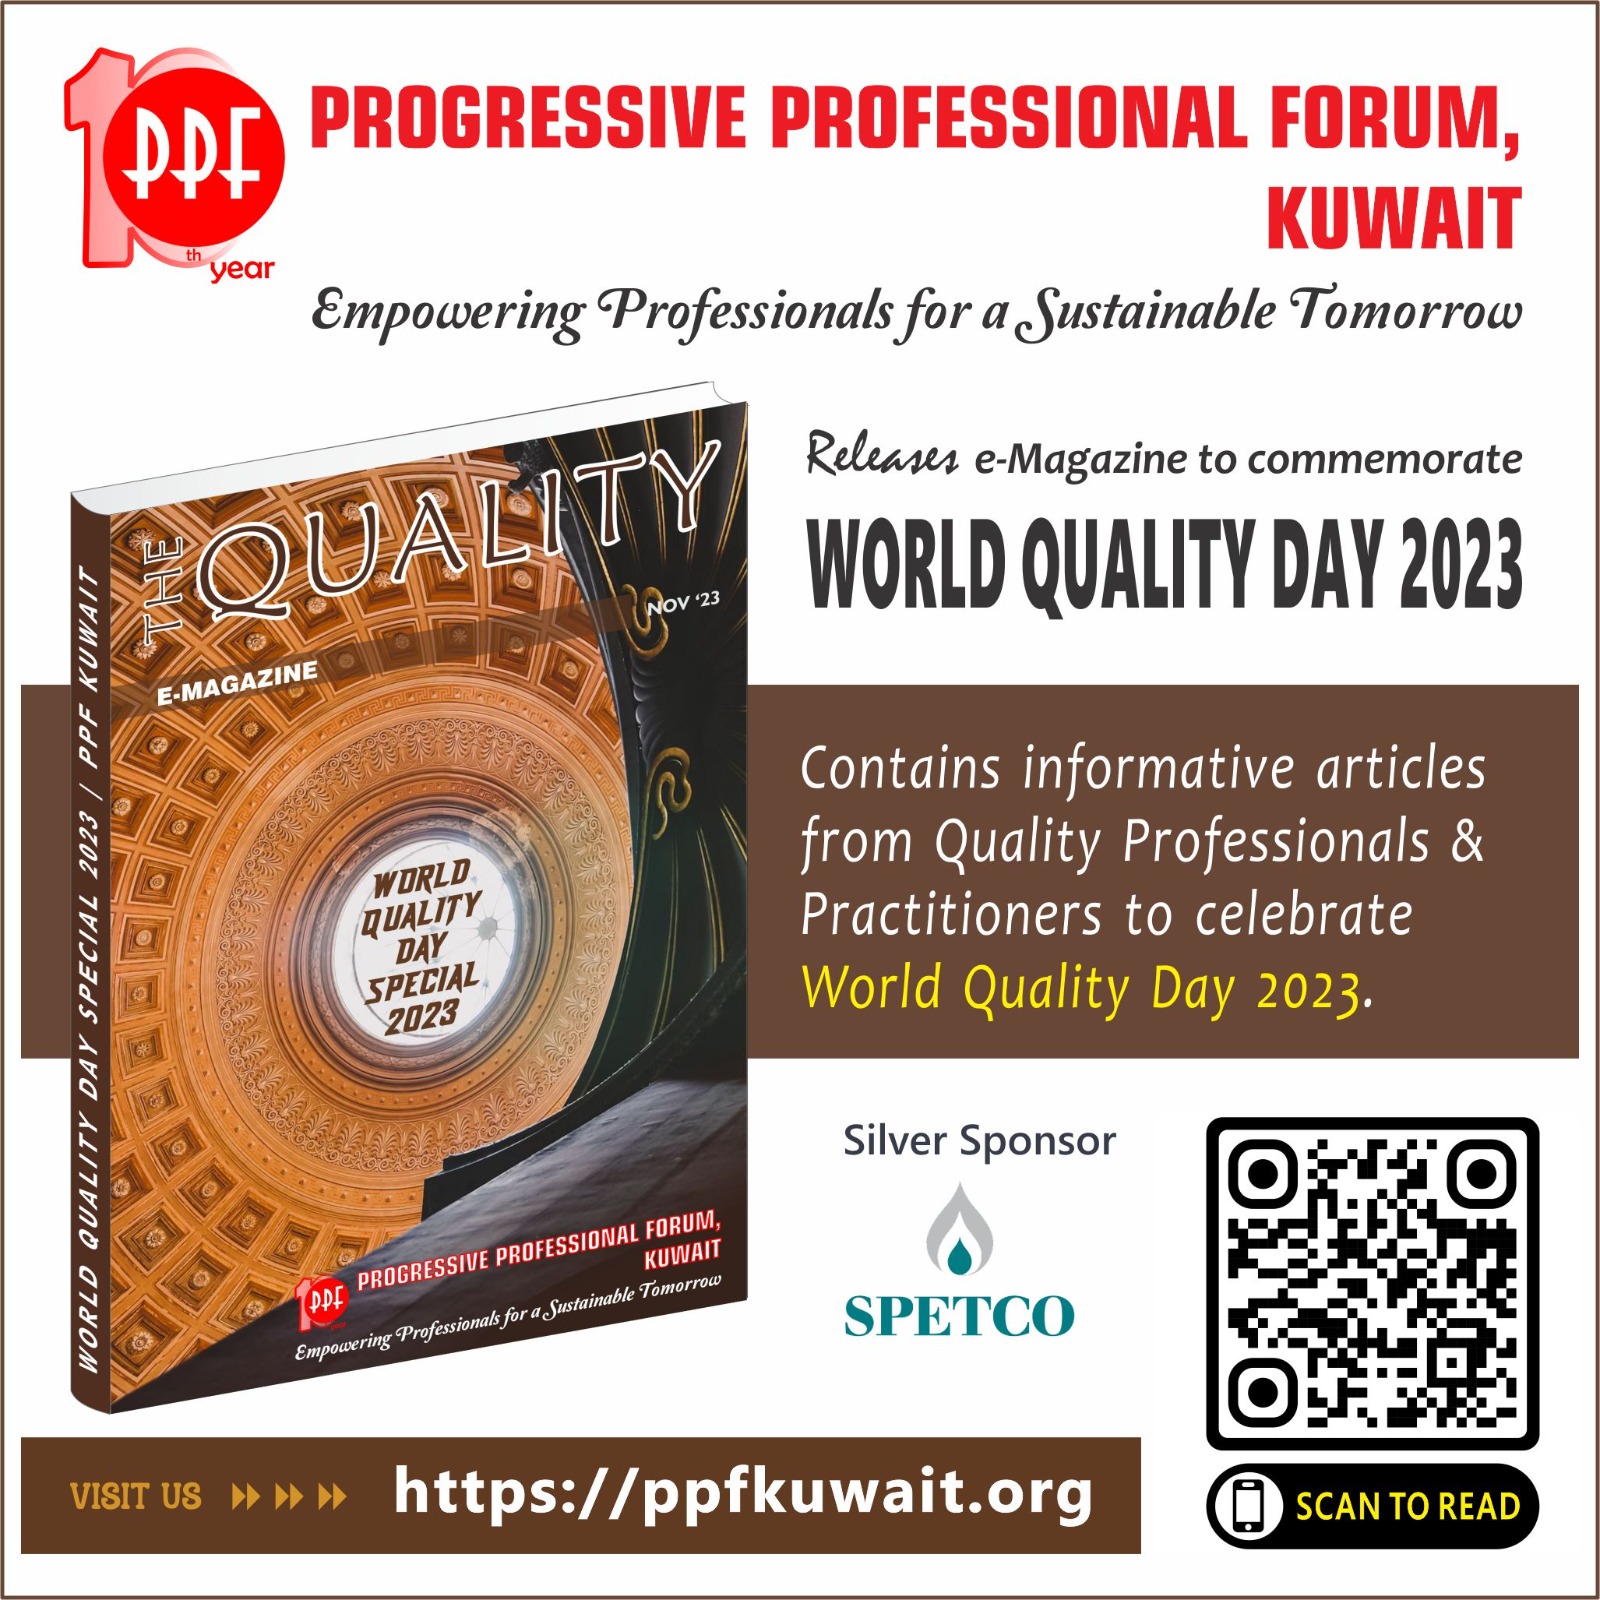 PPF
10th year
PROGRESSIVE PROFESSIONAL FORUM,
KUWAIT
Empowering Professionals for a Sustainable Tomorrow
Releases e-Magazine to commemorate
WORLD QUALITY DAY 2023
THE QUALITY
NOV ‘23
E-MAGAZINE
WORLD
QUALITY
DAY
SPECIAL
2023
PROGRESSIVE PROFESSIONAL FORUM,
KUWAIT
10 PPF year
Empowering Professionals for a Sustainable Tomorrow
WORLD QUALITY DAY SPECIAL 2023 | PPF KUWAIT
Contains informative articles
from Quality Professionals &
Practitioners to celebrate
World Quality Day 2023.
Silver Sponsor
SPETCO
VISIT US
https://ppfkuwait.org
SCAN TO READ